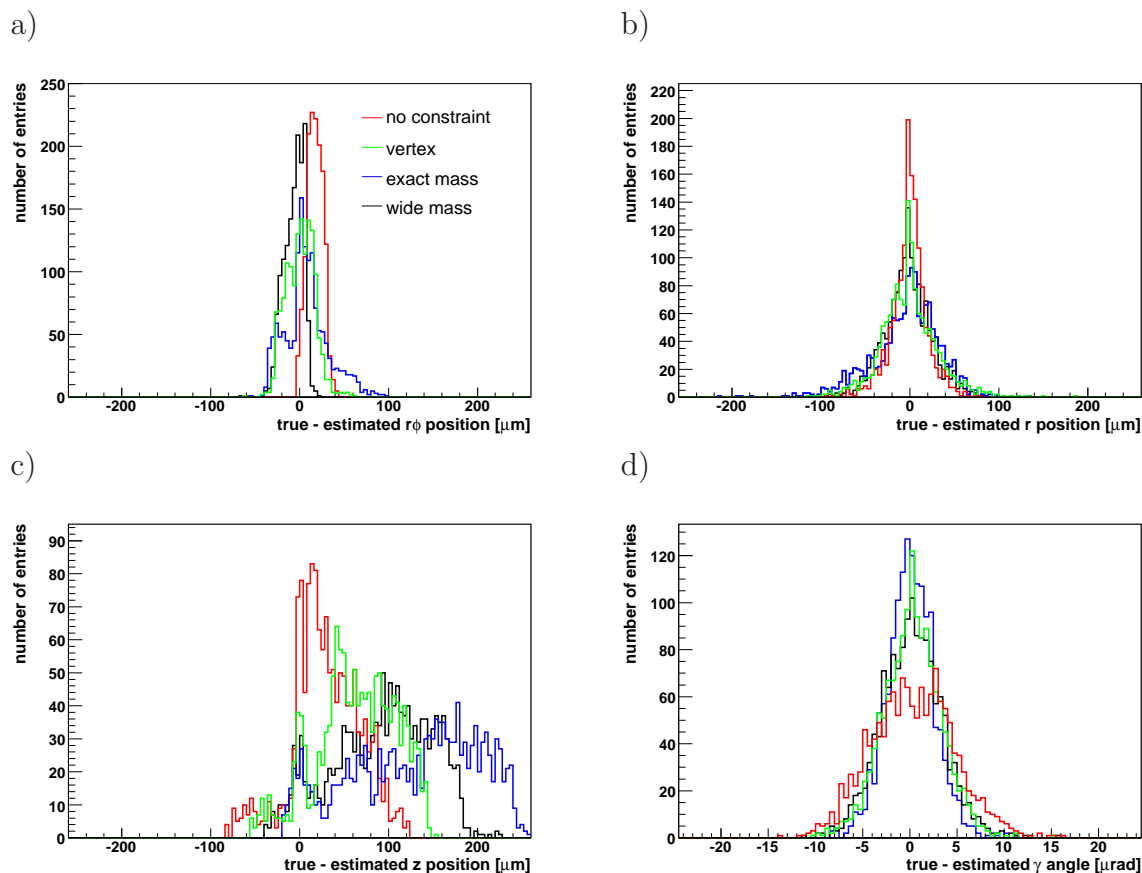 a)
number of entries
250
200
150
100
50
0
no constraint
vertex
exact mass
wide mass
-200 -100 0 100 200
true - estimated rϕ position [μm]
b)
number of entries
220
200
180
160
140
120
100
80
60
40
20
0
-200 -100 0 100 200
true - estimated r position [μm]
c)
number of entries
90
80
70
60
50
40
30
20
10
0
-200 -100 0 100 200
true - estimated z position [μm]
d)
number of entries
120
100
80
60
40
20
0
-20 -15 -10 -5 0 5 10 15 20
true - estimated γ angle [μrad]